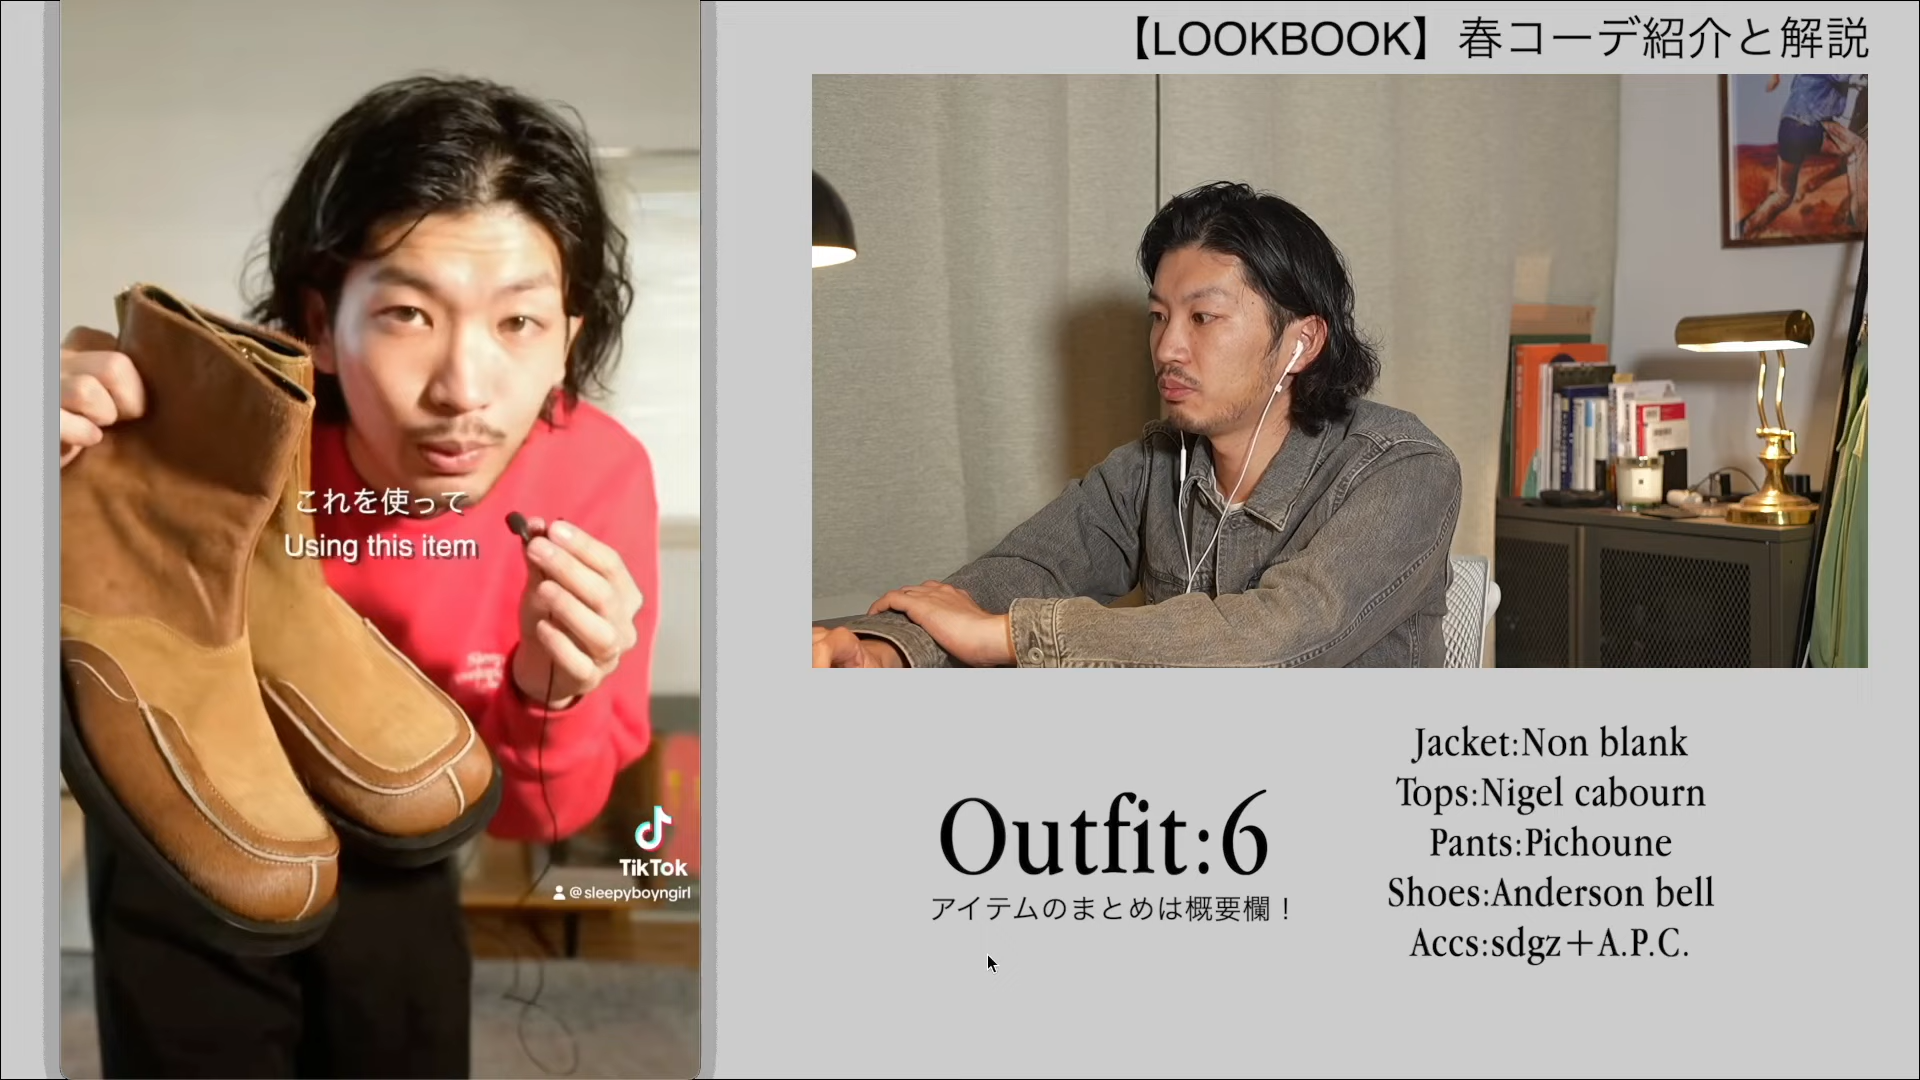 【LOOKBOOK】春コーデ紹介と解説
これを使って
Using this item
TikTok
@sleepyboyngirl
Outfit:6
アイテムのまとめは概要欄！
Jacket:Non blank
Tops:Nigel cabourn
Pants:Pichoune
Shoes:Anderson bell
Accs:sdgz＋A.P.C.